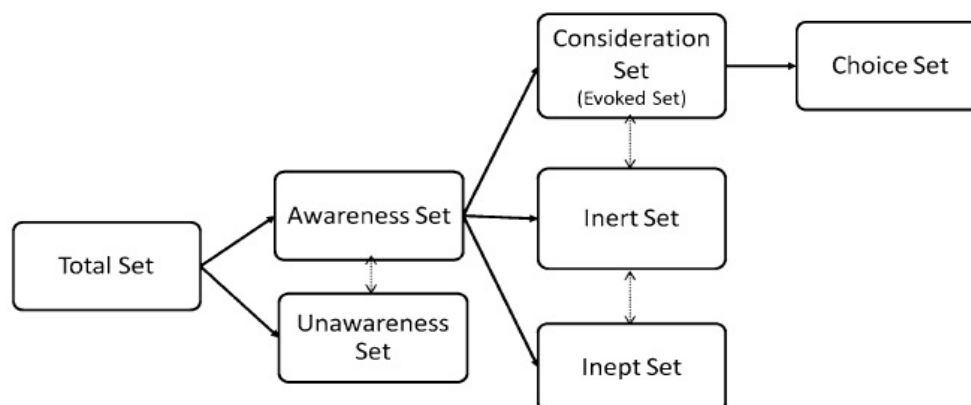 Consideration
Set
(Evoked Set)
Choice Set
Awareness Set
Inert Set
Total Set
Unawareness
Set
Inept Set